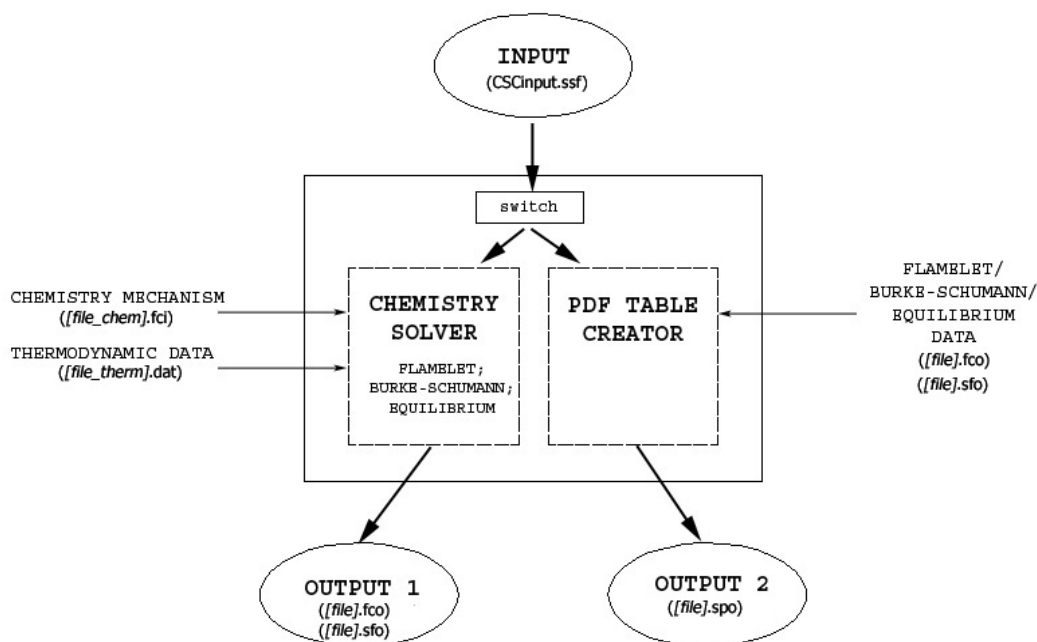 INPUT
(CSCinput.ssf)
switch
CHEMISTRY MECHANISM
([file_chem].fci)
THERMODYNAMIC DATA
([file_therm].dat)
CHEMISTRY
SOLVER
FLAMELET;
BURKE-SCHUMANN;
EQUILIBRIUM
PDF TABLE
CREATOR
FLAMELET/
BURKE-SCHUMANN/
EQUILIBRIUM
DATA
([file].fco)
([file].sfo)
OUTPUT 1
([file].fco)
([file].sfo)
OUTPUT 2
([file].spo)